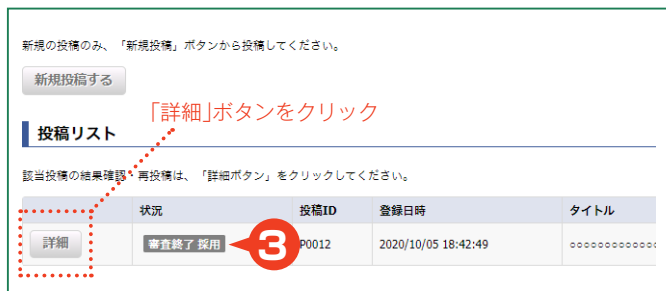 新規の投稿のみ、「新規投稿」ボタンから投稿してください。
新規投稿する
「詳細」ボタンをクリック
投稿リスト
該当投稿の結果確認・再投稿は、「詳細ボタン」をクリックしてください。
状況 投稿ID 登録日時 タイトル
詳細 審査終了 採用 3 P0012 2020/10/05 18:42:49 ○○○○○○○○○○○○○